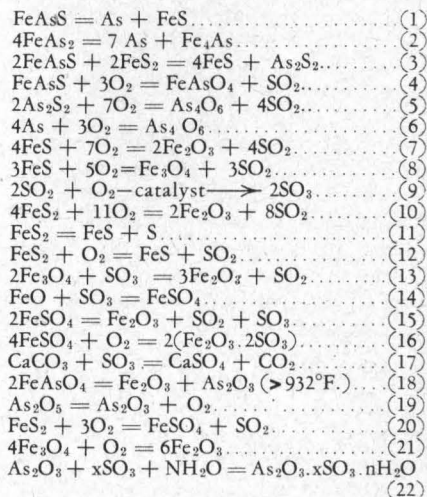 FeAsS = As + FeS....................(1)
4FeAs₂ = 7 As + Fe₄As....................(2)
2FeAsS + 2FeS₂ = 4FeS + As₂S₂....................(3)
FeAsS + 3O₂ = FeAsO₄ + SO₂....................(4)
2As₂S₂ + 7O₂ = As₄O₆ + 4SO₂....................(5)
4As + 3O₂ = As₄ O₆....................(6)
4FeS + 7O₂ = 2Fe₂O₃ + 4SO₂....................(7)
3FeS + 5O₂ = Fe₃O₄ + 3SO₂....................(8)
2SO₂ + O₂—catalyst⟶ 2SO₃....................(9)
4FeS₂ + 11O₂ = 2Fe₂O₃ + 8SO₂....................(10)
FeS₂ = FeS + S....................(11)
FeS₂ + O₂ = FeS + SO₂....................(12)
2Fe₃O₄ + SO₃ = 3Fe₂O₃ + SO₂....................(13)
FeO + SO₃ = FeSO₄....................(14)
2FeSO₄ = Fe₂O₃ + SO₂ + SO₃....................(15)
4FeSO₄ + O₂ = 2(Fe₂O₃.2SO₃)....................(16)
CaCO₃ + SO₃ = CaSO₄ + CO₂....................(17)
2FeAsO₄ = Fe₂O₃ + As₂O₃ (>932°F.)....(18)
As₂O₅ = As₂O₃ + O₂....................(19)
FeS₂ + 3O₂ = FeSO₄ + SO₂....................(20)
4Fe₃O₄ + O₂ = 6Fe₂O₃....................(21)
As₂O₃ + xSO₃ + NH₂O = As₂O₃.xSO₃.nH₂O
(22)